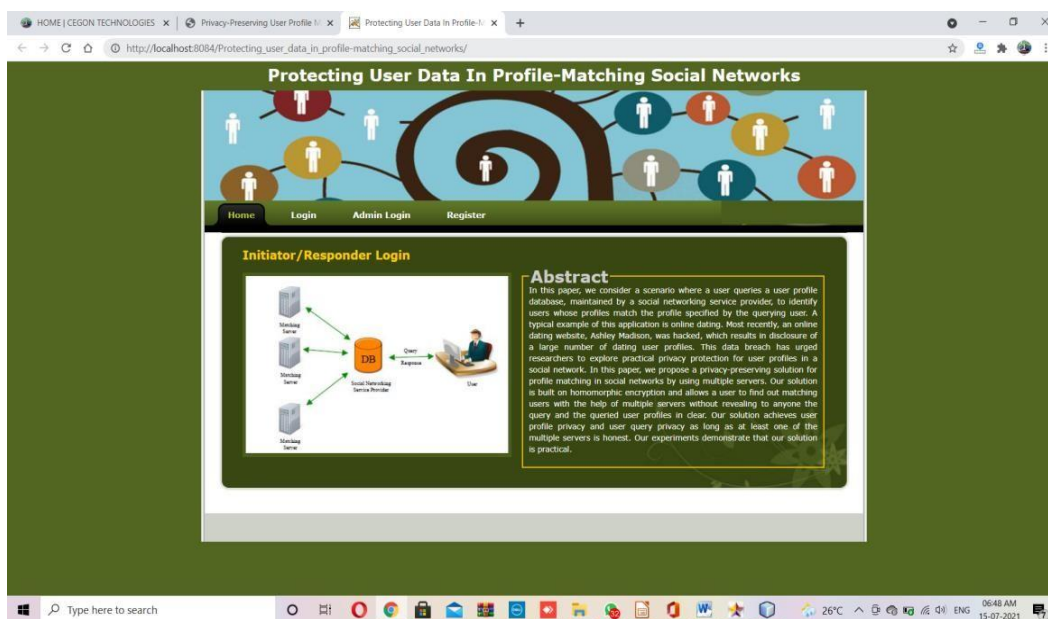 HOME | CEGON TECHNOLOGIES
Privacy-Preserving User Profile M
Protecting User Data In Profile-M
http://localhost:8084/Protecting_user_data_in_profile-matching_social_networks/
Protecting User Data In Profile-Matching Social Networks
Home Login Admin Login Register
Initiator/Responder Login
Matching
Server
Matching
Server
Matching
Server
DB
Social Networking
Service Provider
Query
Response
User
Abstract
In this paper, we consider a scenario where a user queries a user profile
database, maintained by a social networking service provider, to identify
users whose profiles match the profile specified by the querying user. A
typical example of this application is online dating. Most recently, an online
dating website, Ashley Madison, was hacked, which results in disclosure of
a large number of dating user profiles. This data breach has urged
researchers to explore practical privacy protection for user profiles in a
social network. In this paper, we propose a privacy-preserving solution for
profile matching in social networks by using multiple servers. Our solution
is built on homomorphic encryption and allows a user to find out matching
users with the help of multiple servers without revealing to anyone the
query and the queried user profiles in clear. Our solution achieves user
profile privacy and user query privacy as long as at least one of the
multiple servers is honest. Our experiments demonstrate that our solution
is practical.
Type here to search
26°C
ENG
06:48 AM
15-07-2021